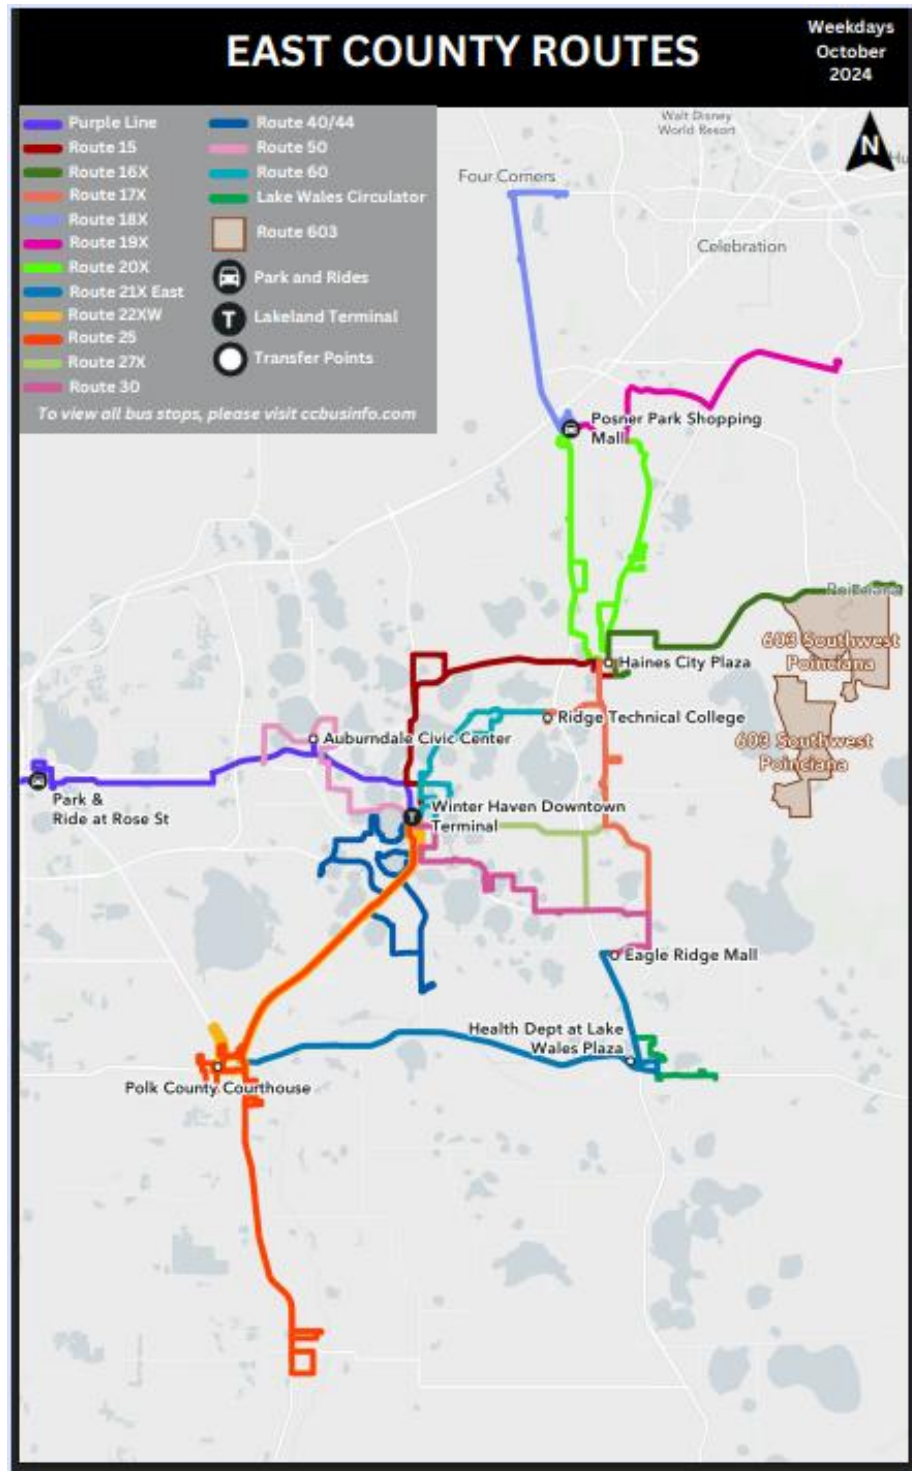 EAST COUNTY ROUTES
Weekdays
October
2024
Purple Line
Route 15
Route 16X
Route 17X
Route 18X
Route 19X
Route 20X
Route 21X East
Route 22XW
Route 25
Route 27X
Route 30
Route 40/44
Route 50
Route 60
Lake Wales Circulator
Route 603
Park and Rides
T
Lakeland Terminal
Transfer Points
To view all bus stops, please visit ccbusinfo.com
N
Walt Disney
World Resort
Four Corners
Celebration
Posner Park Shopping
Mall
603 Southwest
Poinciana
Haines City Plaza
Ridge Technical College
603 Southwest
Poinciana
Auburndale Civic Center
Park &
Ride at Rose St
T
Winter Haven Downtown
Terminal
Eagle Ridge Mall
Health Dept at Lake
Wales Plaza
Polk County Courthouse